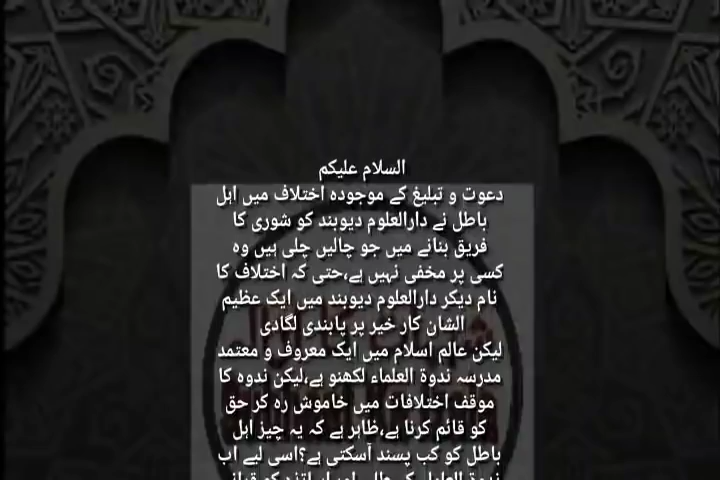 السلام علیکم
دعوت و تبلیغ کے موجودہ اختلاف میں اہل
باطل نے دارالعلوم دیوبند کو شوری کا
فریق بنانے میں جو چالیں چلی ہیں وہ
کسی پر مخفی نہیں ہے،حتی کہ اختلاف کا
نام دیکر دارالعلوم دیوبند میں ایک عظیم
الشان کار خیر پر پابندی لگادی
لیکن عالم اسلام میں ایک معروف و معتمد
مدرسہ ندوۃ العلماء لکھنو ہے،لیکن ندوہ کا
موقف اختلافات میں خاموش رہ کر حق
کو قائم کرنا ہے،ظاہر ہے کہ یہ چیز اہل
باطل کو کب پسند آسکتی ہے؟اسی لیے اب